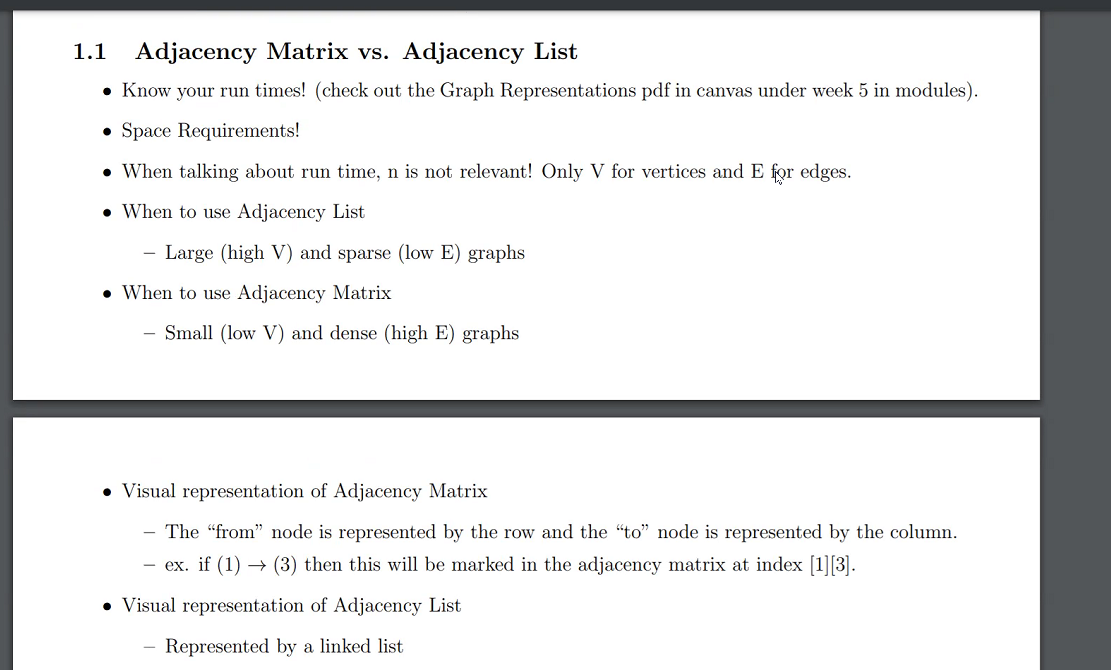 1.1 Adjacency Matrix vs. Adjacency List
• Know your run times! (check out the Graph Representations pdf in canvas under week 5 in modules).
• Space Requirements!
• When talking about run time, n is not relevant! Only V for vertices and E for edges.
• When to use Adjacency List
– Large (high V) and sparse (low E) graphs
• When to use Adjacency Matrix
– Small (low V) and dense (high E) graphs
• Visual representation of Adjacency Matrix
– The “from” node is represented by the row and the “to” node is represented by the column.
– ex. if (1) → (3) then this will be marked in the adjacency matrix at index [1][3].
• Visual representation of Adjacency List
– Represented by a linked list